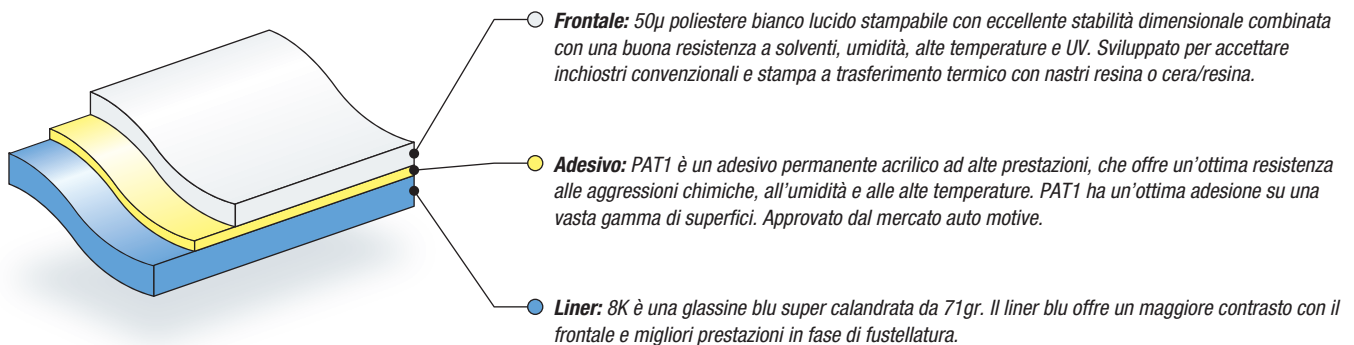 Frontale: 50µ poliestere bianco lucido stampabile con eccellente stabilità dimensionale combinata
con una buona resistenza a solventi, umidità, alte temperature e UV. Sviluppato per accettare
inchiostri convenzionali e stampa a trasferimento termico con nastri resina o cera/resina.
Adesivo: PAT1 è un adesivo permanente acrilico ad alte prestazioni, che offre un’ottima resistenza
alle aggressioni chimiche, all’umidità e alle alte temperature. PAT1 ha un’ottima adesione su una
vasta gamma di superfici. Approvato dal mercato auto motive.
Liner: 8K è una glassine blu super calandrata da 71gr. Il liner blu offre un maggiore contrasto con il
frontale e migliori prestazioni in fase di fustellatura.